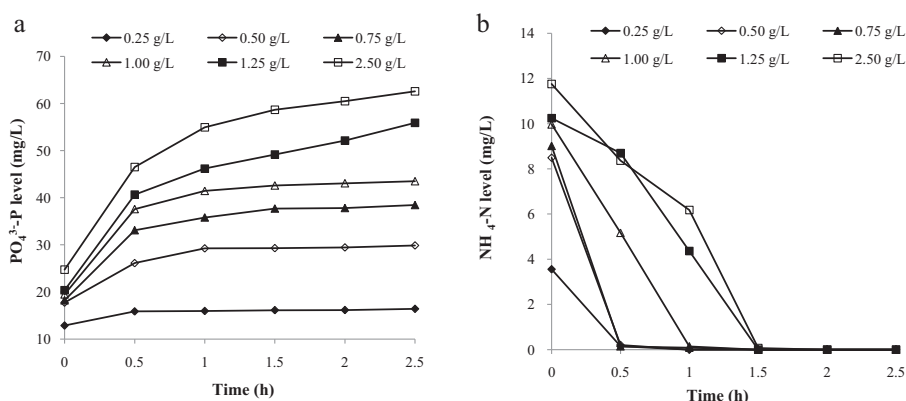 a
0.25 g/L 0.50 g/L 0.75 g/L
1.00 g/L 1.25 g/L 2.50 g/L
70
60
50
40
30
20
10
0 0.5 1 1.5 2 2.5
PO₄³⁻-P level (mg/L)
Time (h)
b
0.25 g/L 0.50 g/L 0.75 g/L
1.00 g/L 1.25 g/L 2.50 g/L
14
12
10
8
6
4
2
0
0 0.5 1 1.5 2 2.5
NH ₄-N level (mg/L)
Time (h)